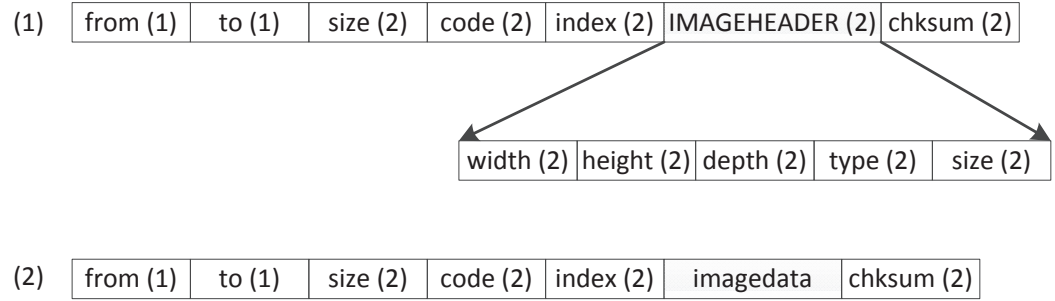 (1) from (1) to (1) size (2) code (2) index (2) IMAGEHEADER (2) chksum (2)
width (2) height (2) depth (2) type (2) size (2)
(2) from (1) to (1) size (2) code (2) index (2) imagedata chksum (2)